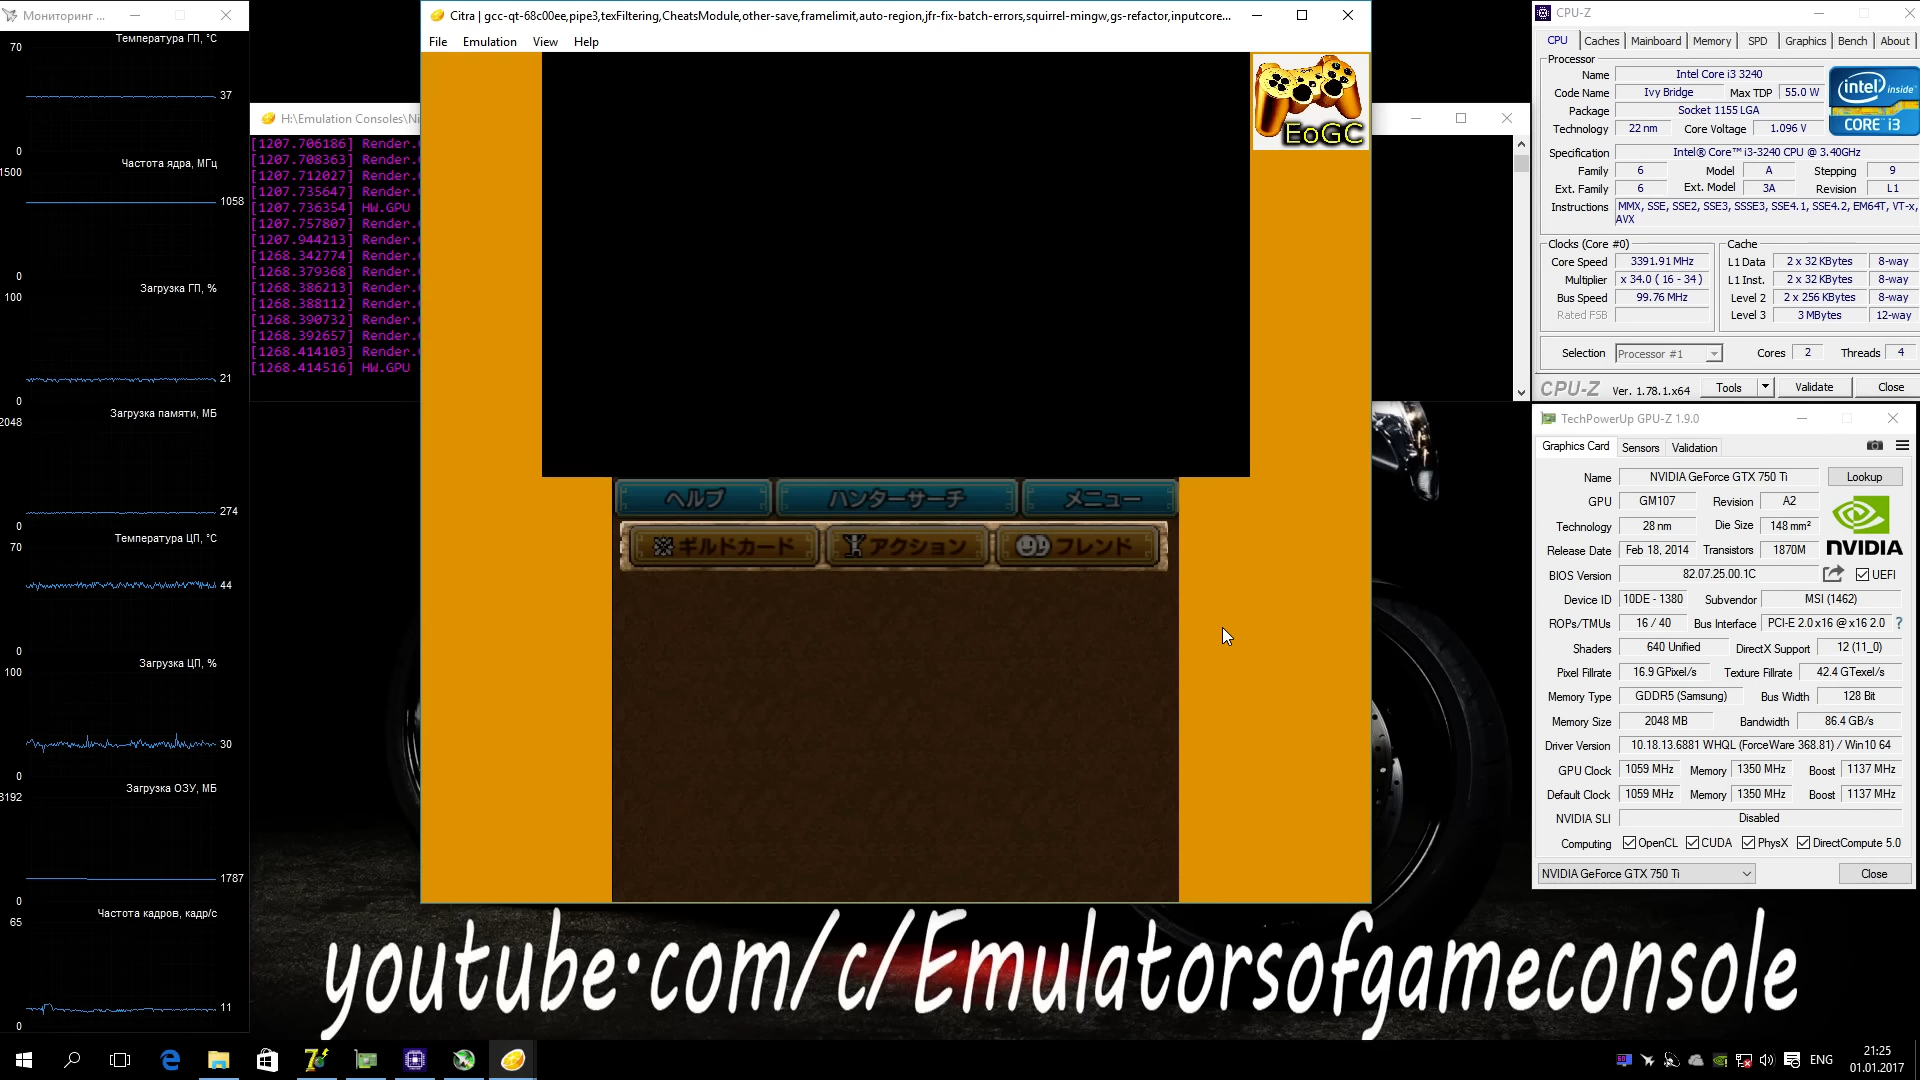 Мониторинг ...
Температура ГП, °C
70
37
0
Частота ядра, МГц
1500
1058
0
Загрузка ГП, %
100
21
0
Загрузка памяти, МБ
2048
274
0
Температура ЦП, °C
70
44
0
Загрузка ЦП, %
100
30
0
Загрузка ОЗУ, МБ
1787
0
Частота кадров, кадр/с
65
11
0
H:\Emulation Consoles\Ni
[1207.706186] Render.
[1207.708363] Render.
[1207.712027] Render.
[1207.735647] Render.
[1207.736354] HW.GPU
[1207.757807] Render.
[1207.944213] Render.
[1268.342774] Render.
[1268.379368] Render.
[1268.386213] Render.
[1268.388112] Render.
[1268.390732] Render.
[1268.392657] Render.
[1268.414103] Render.
[1268.414516] HW.GPU
Citra | gcc-qt-68c00ee,pipe3,texFiltering,CheatsModule,other-save,framelimit,auto-region,jfr-fix-batch-errors,squirrel-mingw,gs-refactor,inputcore...
File Emulation View Help
EoGC
ヘルプ ハンターサーチ メニュー
ギルドカード アクション フレンド
CPU-Z
CPU Caches Mainboard Memory SPD Graphics Bench About
Processor
Name Intel Core i3 3240
Code Name Ivy Bridge Max TDP 55.0 W
Package Socket 1155 LGA
Technology 22 nm Core Voltage 1.096 V
intel inside™
CORE i3
Specification Intel® Core™ i3-3240 CPU @ 3.40GHz
Family 6 Model A Stepping 9
Ext. Family 6 Ext. Model 3A Revision L1
Instructions MMX, SSE, SSE2, SSE3, SSSE3, SSE4.1, SSE4.2, EM64T, VT-x,
AVX
Clocks (Core #0) Cache
Core Speed 3391.91 MHz L1 Data 2 x 32 KBytes 8-way
Multiplier x 34.0 ( 16 - 34 ) L1 Inst. 2 x 32 KBytes 8-way
Bus Speed 99.76 MHz Level 2 2 x 256 KBytes 8-way
Rated FSB Level 3 3 MBytes 12-way
Selection Processor #1 Cores 2 Threads 4
CPU-Z Ver. 1.78.1.x64 Tools Validate Close
TechPowerUp GPU-Z 1.9.0
Graphics Card Sensors Validation
Name NVIDIA GeForce GTX 750 Ti Lookup
GPU GM107 Revision A2
Technology 28 nm Die Size 148 mm²
Release Date Feb 18, 2014 Transistors 1870M
NVIDIA
BIOS Version 82.07.25.00.1C UEFI
Device ID 10DE - 1380 Subvendor MSI (1462)
ROPs/TMUs 16 / 40 Bus Interface PCI-E 2.0 x16 @ x16 2.0 ?
Shaders 640 Unified DirectX Support 12 (11_0)
Pixel Fillrate 16.9 GPixel/s Texture Fillrate 42.4 GTexel/s
Memory Type GDDR5 (Samsung) Bus Width 128 Bit
Memory Size 2048 MB Bandwidth 86.4 GB/s
Driver Version 10.18.13.6881 WHQL (ForceWare 368.81) / Win10 64
GPU Clock 1059 MHz Memory 1350 MHz Boost 1137 MHz
Default Clock 1059 MHz Memory 1350 MHz Boost 1137 MHz
NVIDIA SLI Disabled
Computing OpenCL CUDA PhysX DirectCompute 5.0
NVIDIA GeForce GTX 750 Ti Close
youtube.com/c/Emulatorsofgameconsole
ENG
21:25
01.01.2017